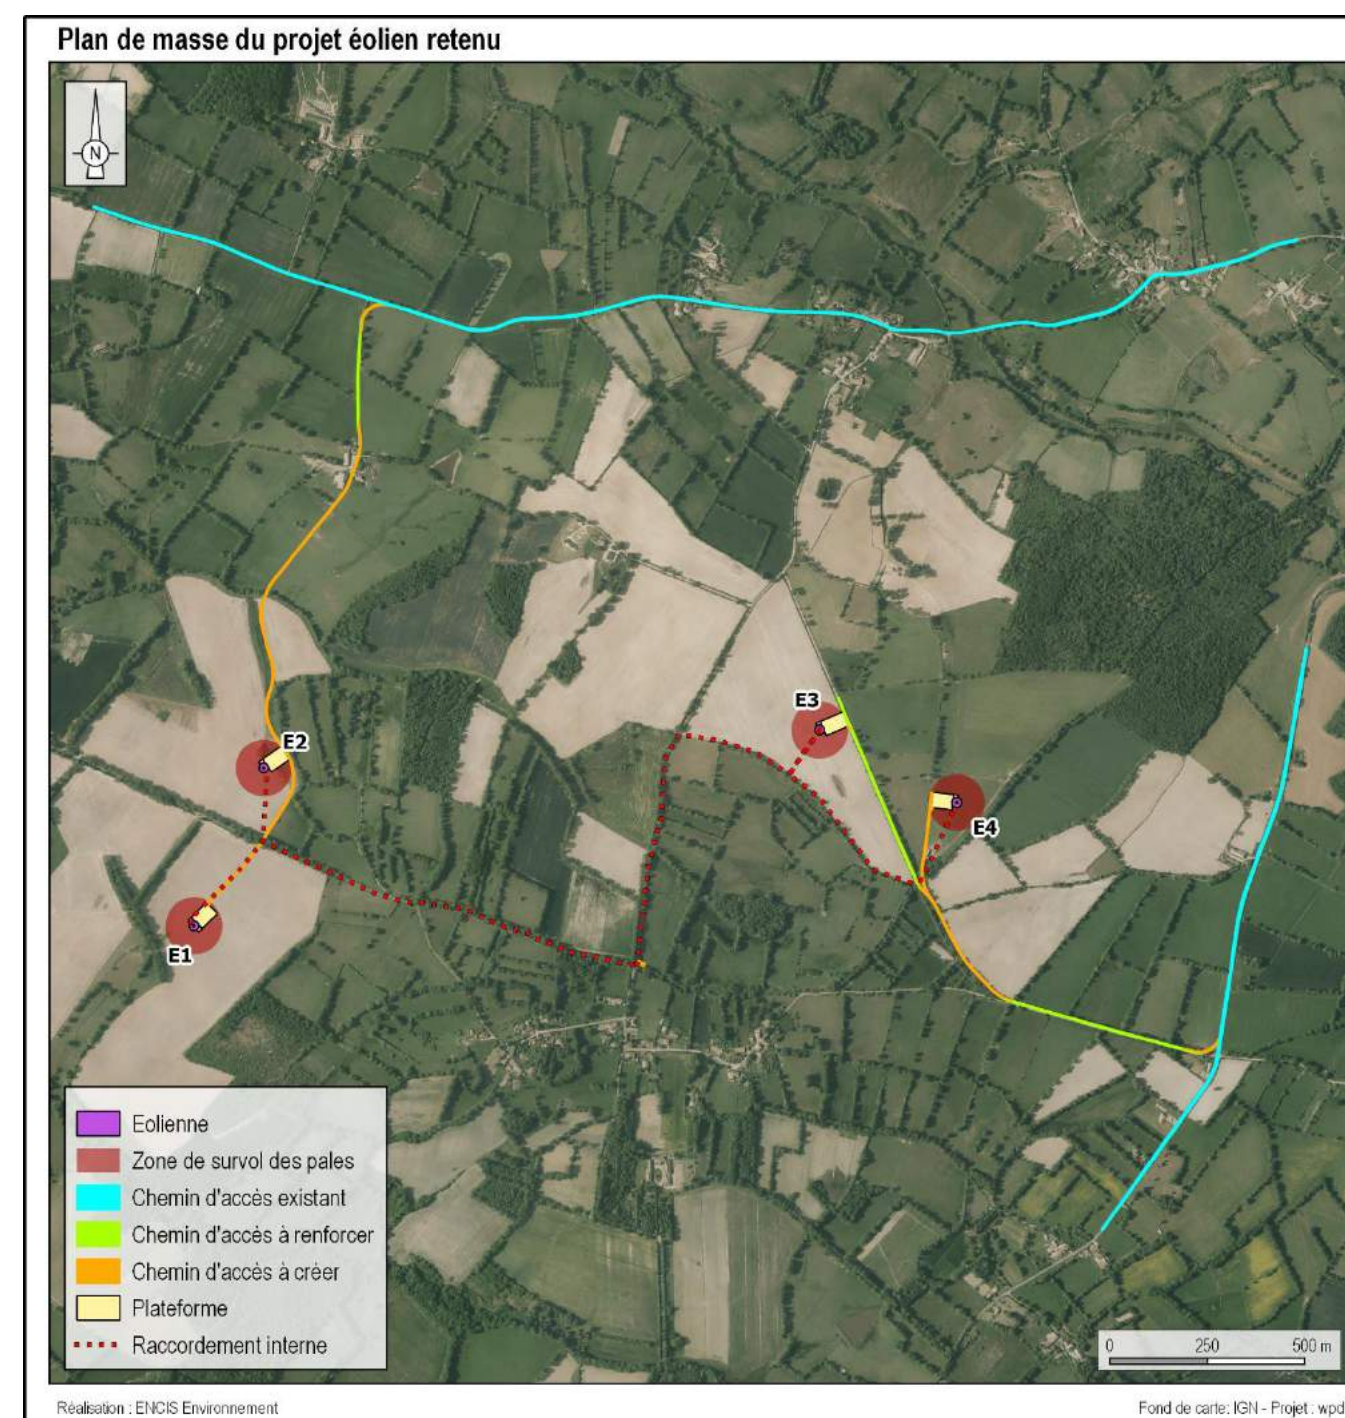 Plan de masse du projet éolien retenu
N
E3
E2
E4
E1
Eolienne
Zone de survol des pales
Chemin d'accès existant
Chemin d'accès à renforcer
Chemin d'accès à créer
Plateforme
Raccordement interne
0 250 500 m
Réalisation : ENCIS Environnement
Fond de carte: IGN - Projet : wpd